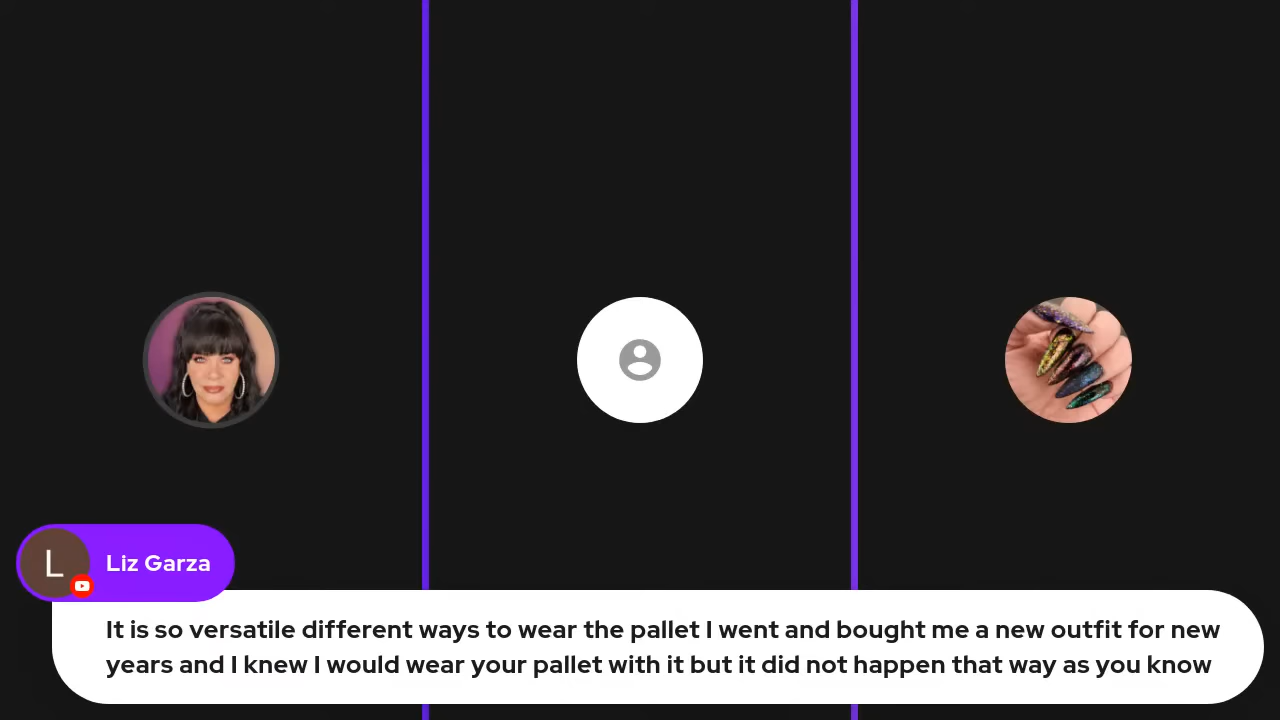 L
Liz Garza
It is so versatile different ways to wear the pallet I went and bought me a new outfit for new
years and I knew I would wear your pallet with it but it did not happen that way as you know